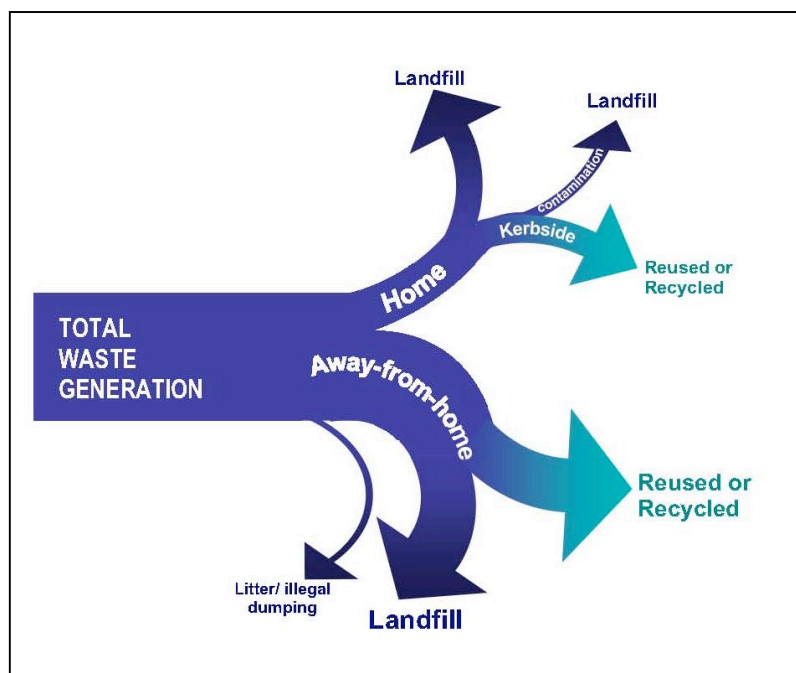 Landfill
Landfill
contamination
Kerbside
Reused or
Recycled
Home
TOTAL
WASTE
GENERATION
Away-from-home
Reused or
Recycled
Litter/ illegal
dumping
Landfill